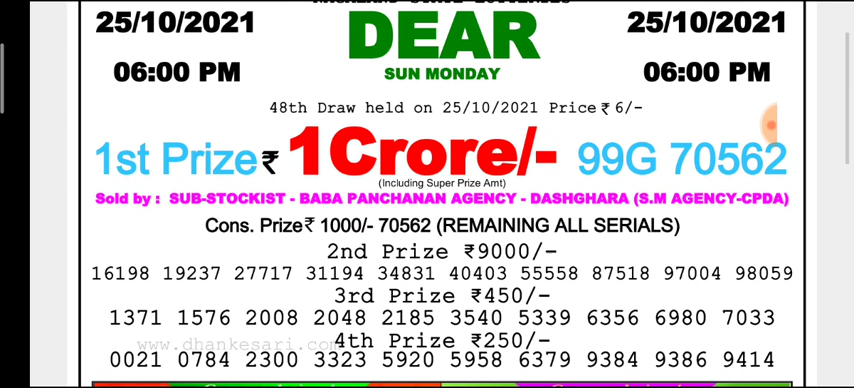 25/10/2021 DEAR 25/10/2021
06:00 PM SUN MONDAY 06:00 PM
48th Draw held on 25/10/2021 Price ₹ 6/-
1st Prize ₹ 1Crore/- 99G 70562
(Including Super Prize Amt)
Sold by : SUB-STOCKIST - BABA PANCHANAN AGENCY - DASHGHARA (S.M AGENCY-CPDA)
Cons. Prize ₹ 1000/- 70562 (REMAINING ALL SERIALS)
2nd Prize ₹9000/-
16198 19237 27717 31194 34831 40403 55558 87518 97004 98059
3rd Prize ₹450/-
1371 1576 2008 2048 2185 3540 5339 6356 6980 7033
4th Prize ₹250/-
www.dhankesari.com
0021 0784 2300 3323 5920 5958 6379 9384 9386 9414